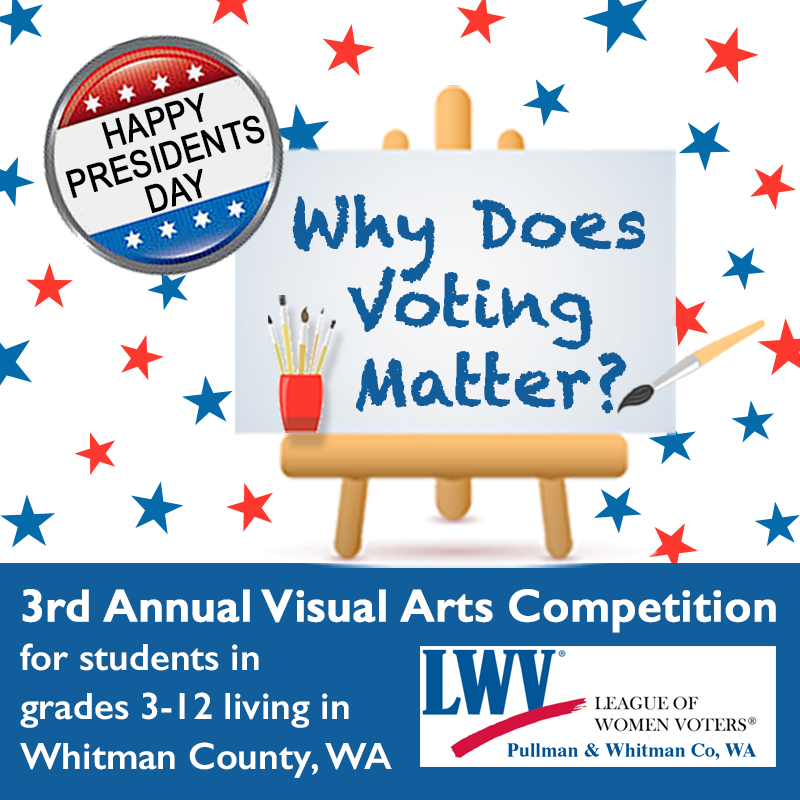 HAPPY
PRESIDENTS
DAY
Why Does
Voting
Matter?
3rd Annual Visual Arts Competition
for students in
grades 3-12 living in
Whitman County, WA
LWV®
LEAGUE OF
WOMEN VOTERS®
Pullman & Whitman Co, WA